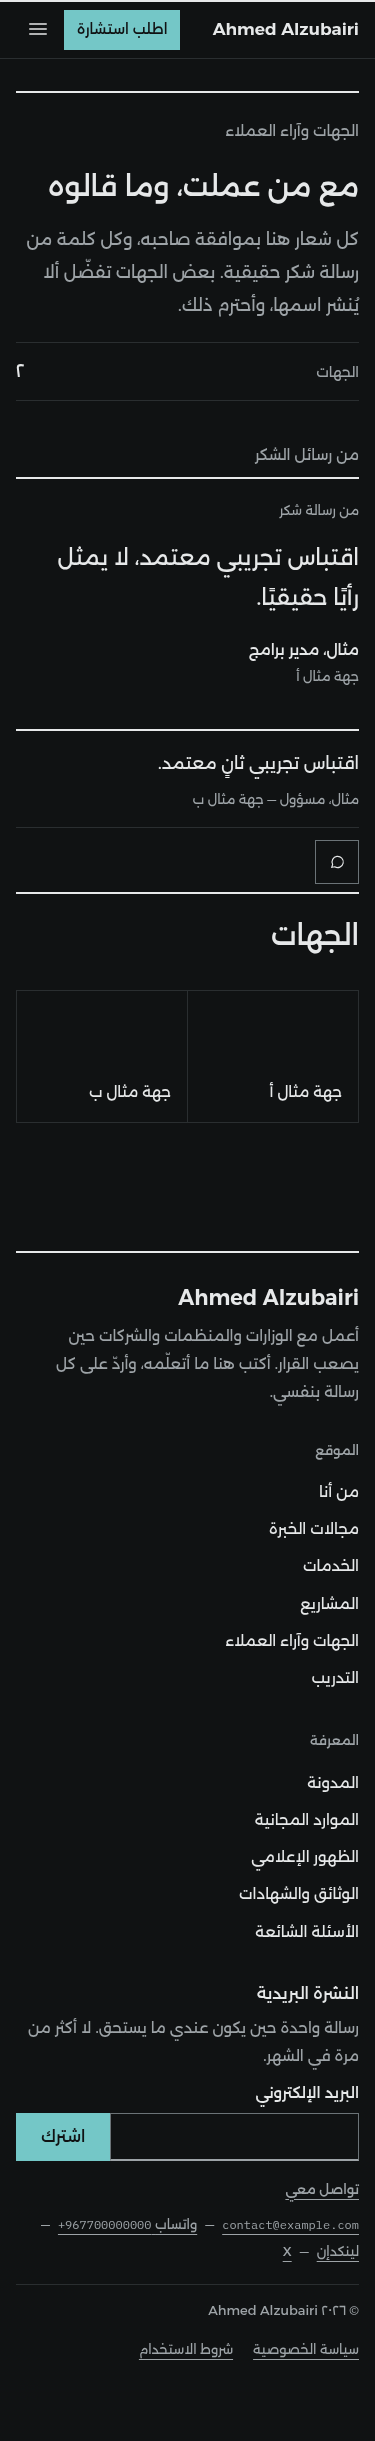 Ahmed Alzubairi
اطلب استشارة
الجهات وآراء العملاء
مع من عملت، وما قالوه
كل شعار هنا بموافقة صاحبه، وكل كلمة من
رسالة شكر حقيقية. بعض الجهات تفضّل ألا
يُنشر اسمها، وأحترم ذلك.
الجهات
٢
من رسائل الشكر
من رسالة شكر
اقتباس تجريبي معتمد، لا يمثل
رأيًا حقيقيًا.
مثال، مدير برامج
جهة مثال أ
اقتباس تجريبي ثانٍ معتمد.
مثال، مسؤول — جهة مثال ب
الجهات
جهة مثال أ
جهة مثال ب
Ahmed Alzubairi
أعمل مع الوزارات والمنظمات والشركات حين
يصعب القرار. أكتب هنا ما أتعلّمه، وأردّ على كل
رسالة بنفسي.
الموقع
من أنا
مجالات الخبرة
الخدمات
المشاريع
الجهات وآراء العملاء
التدريب
المعرفة
المدونة
الموارد المجانية
الظهور الإعلامي
الوثائق والشهادات
الأسئلة الشائعة
النشرة البريدية
رسالة واحدة حين يكون عندي ما يستحق. لا أكثر من
مرة في الشهر.
البريد الإلكتروني
اشترك
تواصل معي
contact@example.com — واتساب +967700000000 —
لينكدإن — X
© ٢٠٢٦ Ahmed Alzubairi
سياسة الخصوصية
شروط الاستخدام